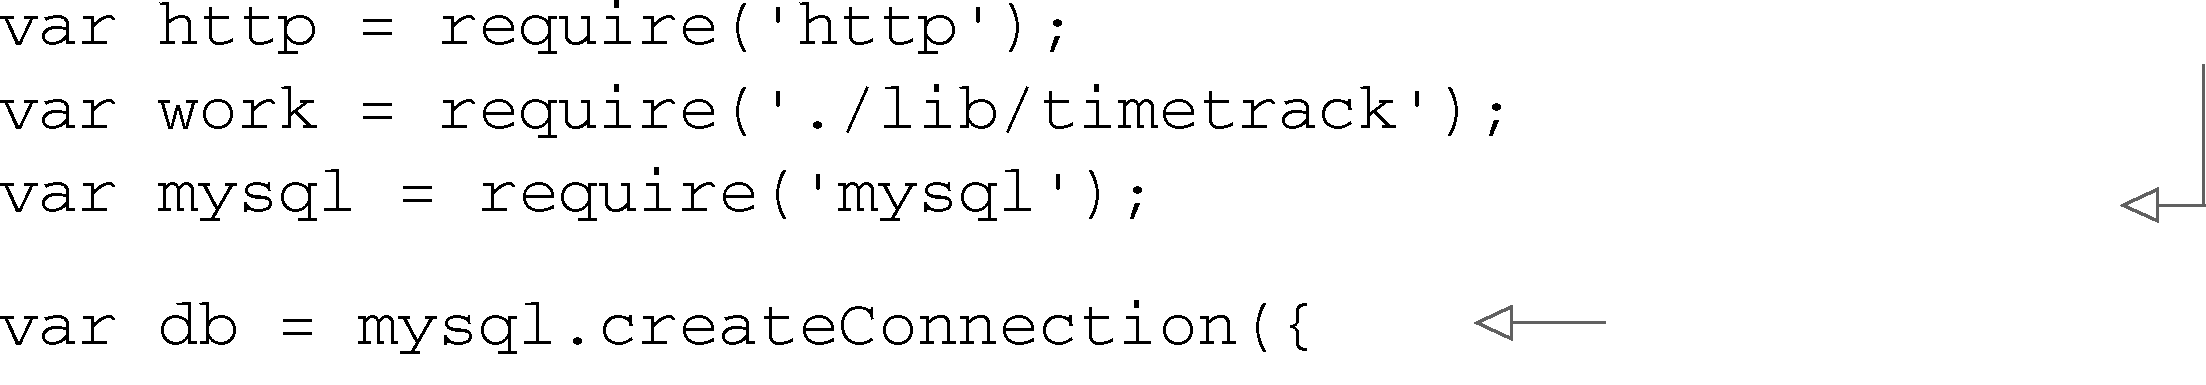 var http = require('http');
var work = require('./lib/timetrack');
var mysql = require('mysql');
var db = mysql.createConnection({